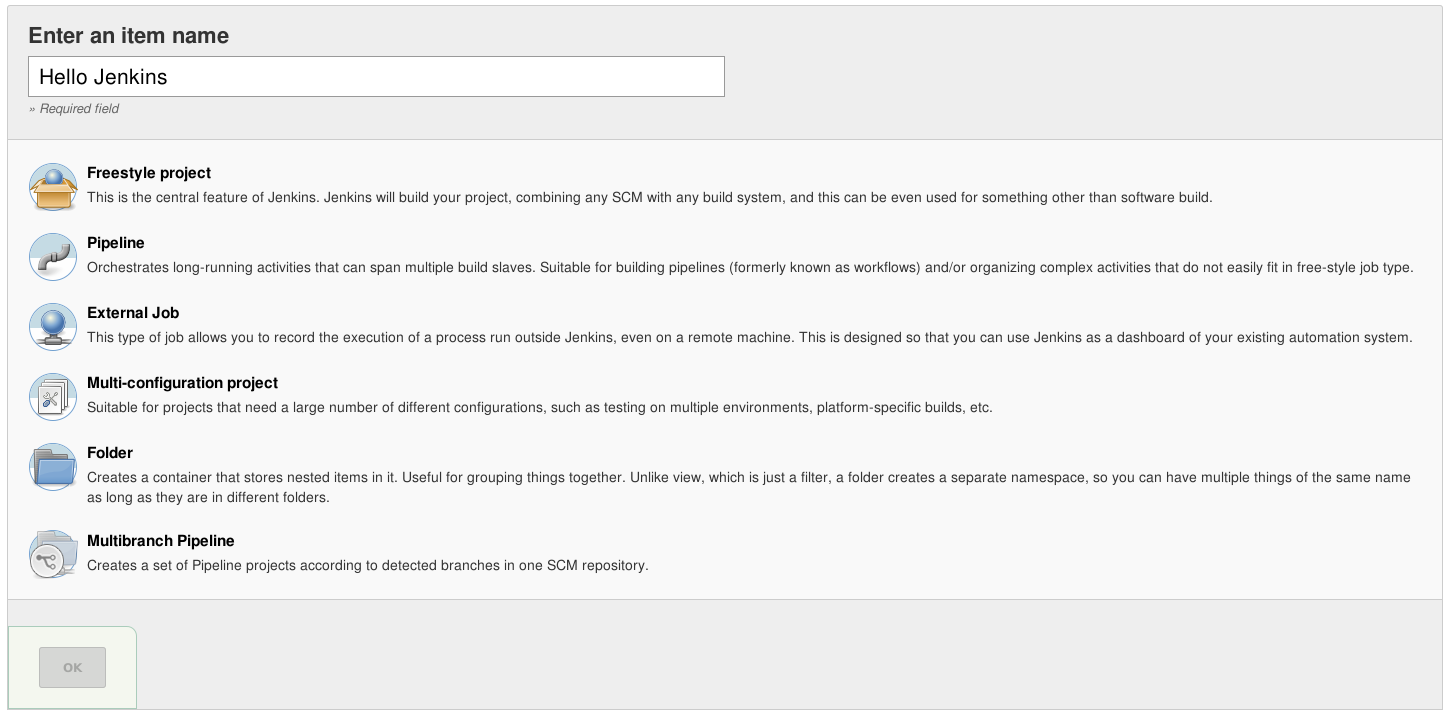 Enter an item name
Hello Jenkins
» Required field
Freestyle project
This is the central feature of Jenkins. Jenkins will build your project, combining any SCM with any build system, and this can be even used for something other than software build.
Pipeline
Orchestrates long-running activities that can span multiple build slaves. Suitable for building pipelines (formerly known as workflows) and/or organizing complex activities that do not easily fit in free-style job type.
External Job
This type of job allows you to record the execution of a process run outside Jenkins, even on a remote machine. This is designed so that you can use Jenkins as a dashboard of your existing automation system.
Multi-configuration project
Suitable for projects that need a large number of different configurations, such as testing on multiple environments, platform-specific builds, etc.
Folder
Creates a container that stores nested items in it. Useful for grouping things together. Unlike view, which is just a filter, a folder creates a separate namespace, so you can have multiple things of the same name
as long as they are in different folders.
Multibranch Pipeline
Creates a set of Pipeline projects according to detected branches in one SCM repository.
OK